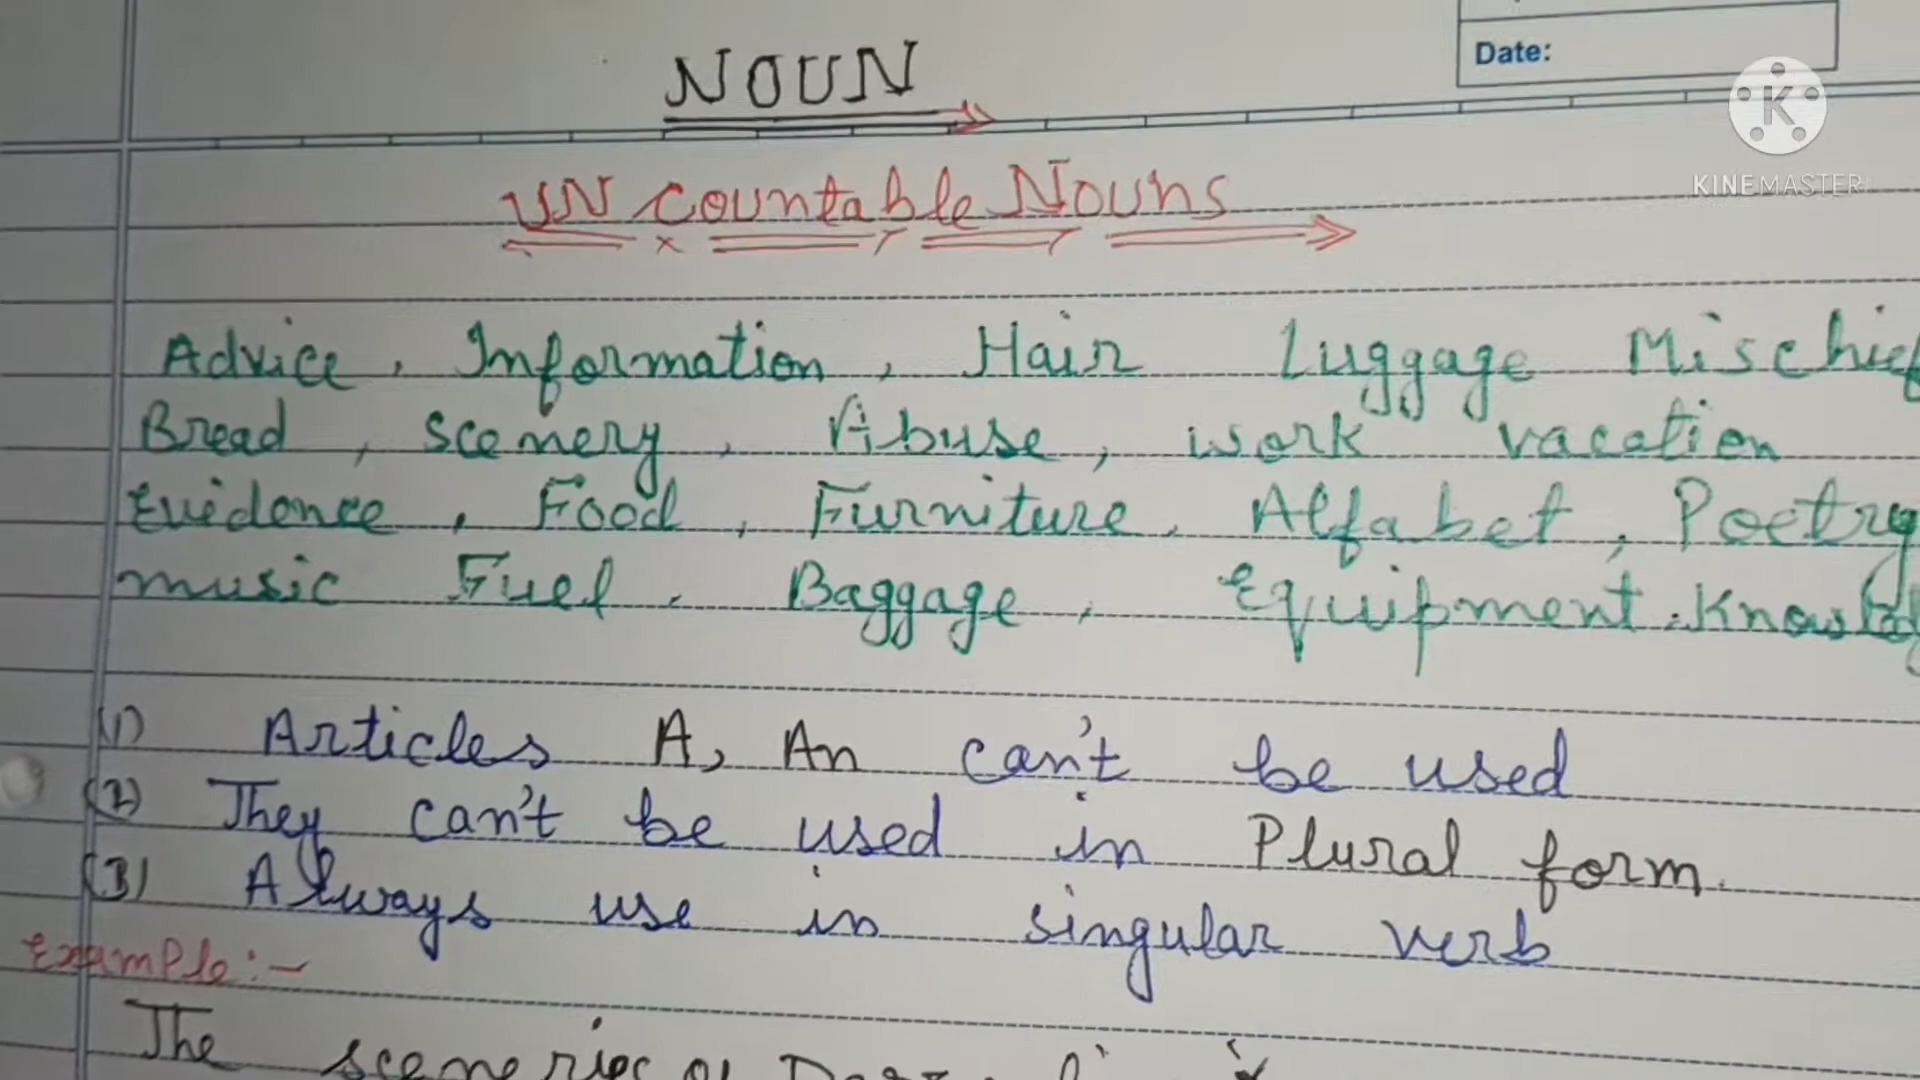 NOUN
Date:
KINEMASTER
UN countable Nouns
Advice, Information, Hair Luggage Mischief
Bread, scenery, Abuse, work vacation
Evidence, Food, Furniture, Alfabet, Poetry
music Fuel, Baggage, Equipment.
(1) Articles A, An can't be used
(2) They can't be used in Plural form.
(3) Always use in singular verb
Example:-
The sceneries